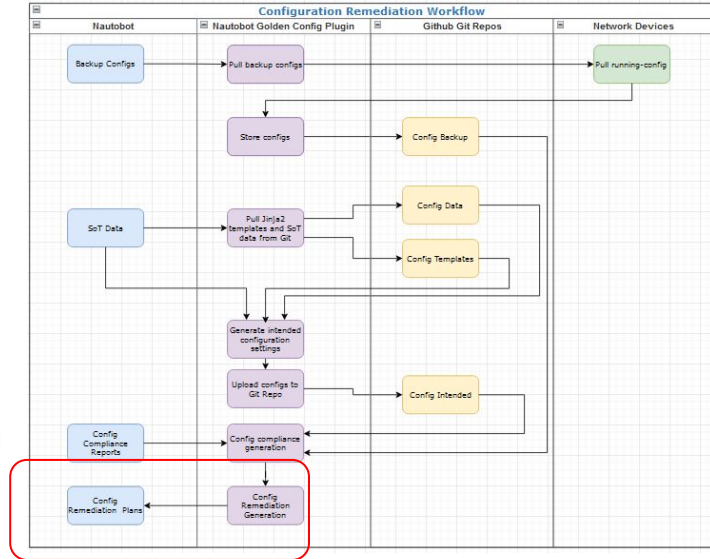 Configuration Remediation Workflow
Nautobot
Nautobot Golden Config Plugin
Github Git Repos
Network Devices
Backup Configs
Pull backup configs
Pull running-config
Store configs
Config Backup
SoT Data
Pull Jinja2
templates and SoT
data from Git
Config Data
Config Templates
Generate intended
configuration
settings
Upload configs to
Git Repo
Config Intended
Config
Compliance
Reports
Config compliance
generation
Config
Remediation Plans
Config
Remediation
Generation